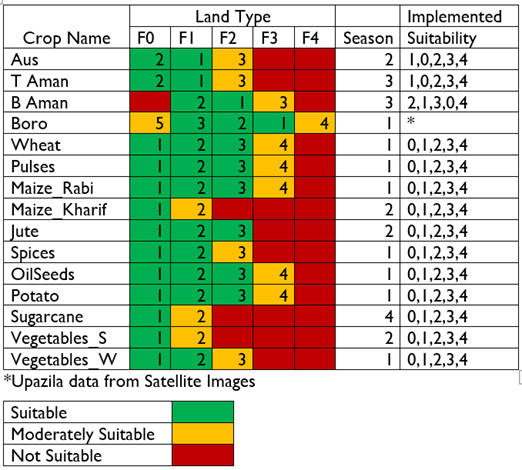 Land Type Implemented
Crop Name F0 F1 F2 F3 F4 Season Suitability
Aus 2 1 3 2 1,0,2,3,4
T Aman 2 1 3 3 1,0,2,3,4
B Aman 2 1 3 3 2,1,3,0,4
Boro 5 3 2 1 4 1 *
Wheat 1 2 3 4 1 0,1,2,3,4
Pulses 1 2 3 4 1 0,1,2,3,4
Maize_Rabi 1 2 3 4 1 0,1,2,3,4
Maize_Kharif 1 2 2 0,1,2,3,4
Jute 1 2 3 2 0,1,2,3,4
Spices 1 2 3 1 0,1,2,3,4
OilSeeds 1 2 3 4 1 0,1,2,3,4
Potato 1 2 3 4 1 0,1,2,3,4
Sugarcane 1 2 4 0,1,2,3,4
Vegetables_S 1 2 2 0,1,2,3,4
Vegetables_W 1 2 3 1 0,1,2,3,4
*Upazila data from Satellite Images
Suitable
Moderately Suitable
Not Suitable